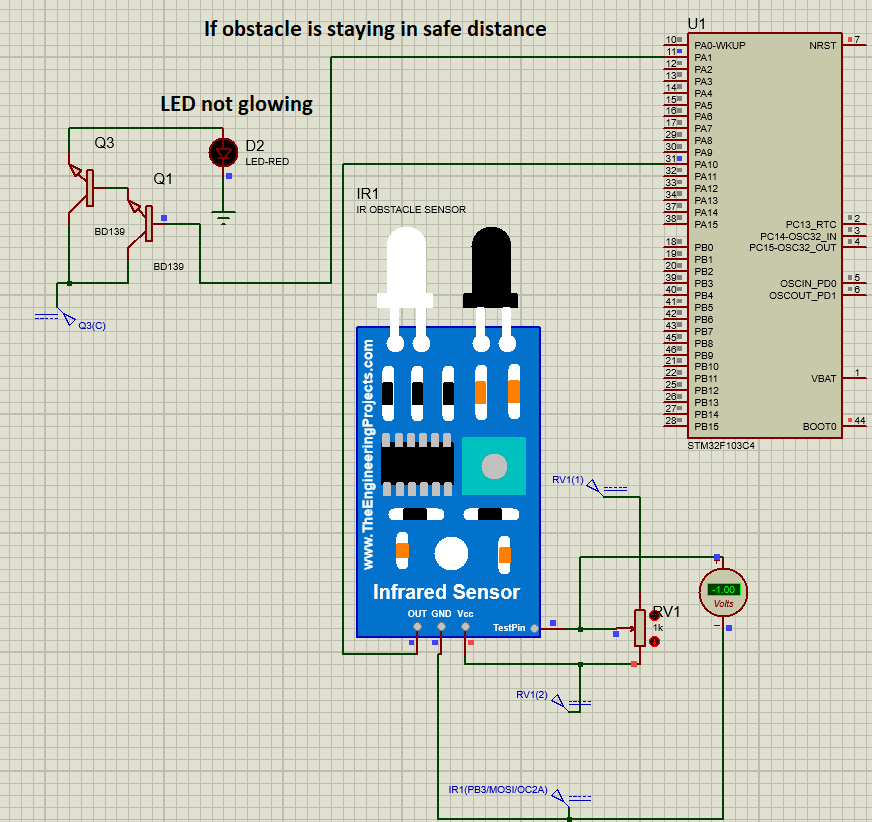 If obstacle is staying in safe distance
LED not glowing
U1
10 PA0-WKUP NRST 7
11 PA1
12 PA2
13 PA3
14 PA4
15 PA5
16 PA6
17 PA7
29 PA8
30 PA9
31 PA10
32 PA11
33 PA12
34 PA13
37 PA14
38 PA15
PC13_RTC 2
PC14-OSC32_IN 3
PC15-OSC32_OUT 4
18 PB0
19 PB1
20 PB2
39 PB3 OSCIN_PD0 5
40 PB4 OSCOUT_PD1 6
41 PB5
42 PB6
43 PB7
45 PB8
46 PB9
21 PB10
22 PB11 VBAT 1
25 PB12
26 PB13
27 PB14
28 PB15 BOOT0 44
STM32F103C4
Q3
D2
LED-RED
Q1
BD139
BD139
Q3(C)
IR1
IR OBSTACLE SENSOR
www.TheEngineeringProjects.com
Infrared Sensor
OUT GND Vcc
TestPin
RV1(1)
RV1
1k
-1.00
Volts
+
−
RV1(2)
IR1(PB3/MOSI/OC2A)